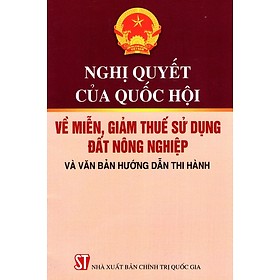 NGHỊ QUYẾT
CỦA QUỐC HỘI
VỀ MIỄN, GIẢM THUẾ SỬ DỤNG
ĐẤT NÔNG NGHIỆP
VÀ VĂN BẢN HƯỚNG DẪN THI HÀNH
ST
NHÀ XUẤT BẢN CHÍNH TRỊ QUỐC GIA